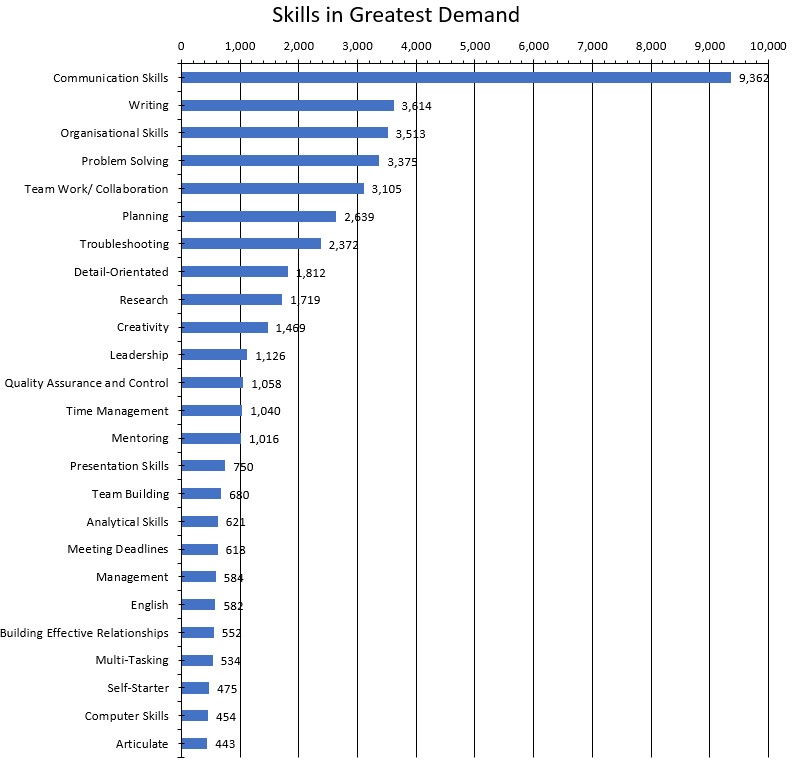 Skills in Greatest Demand
0 1,000 2,000 3,000 4,000 5,000 6,000 7,000 8,000 9,000 10,000
Communication Skills 9,362
Writing 3,614
Organisational Skills 3,513
Problem Solving 3,375
Team Work/ Collaboration 3,105
Planning 2,639
Troubleshooting 2,372
Detail-Orientated 1,812
Research 1,719
Creativity 1,469
Leadership 1,126
Quality Assurance and Control 1,058
Time Management 1,040
Mentoring 1,016
Presentation Skills 750
Team Building 680
Analytical Skills 621
Meeting Deadlines 618
Management 584
English 582
Building Effective Relationships 552
Multi-Tasking 534
Self-Starter 475
Computer Skills 454
Articulate 443